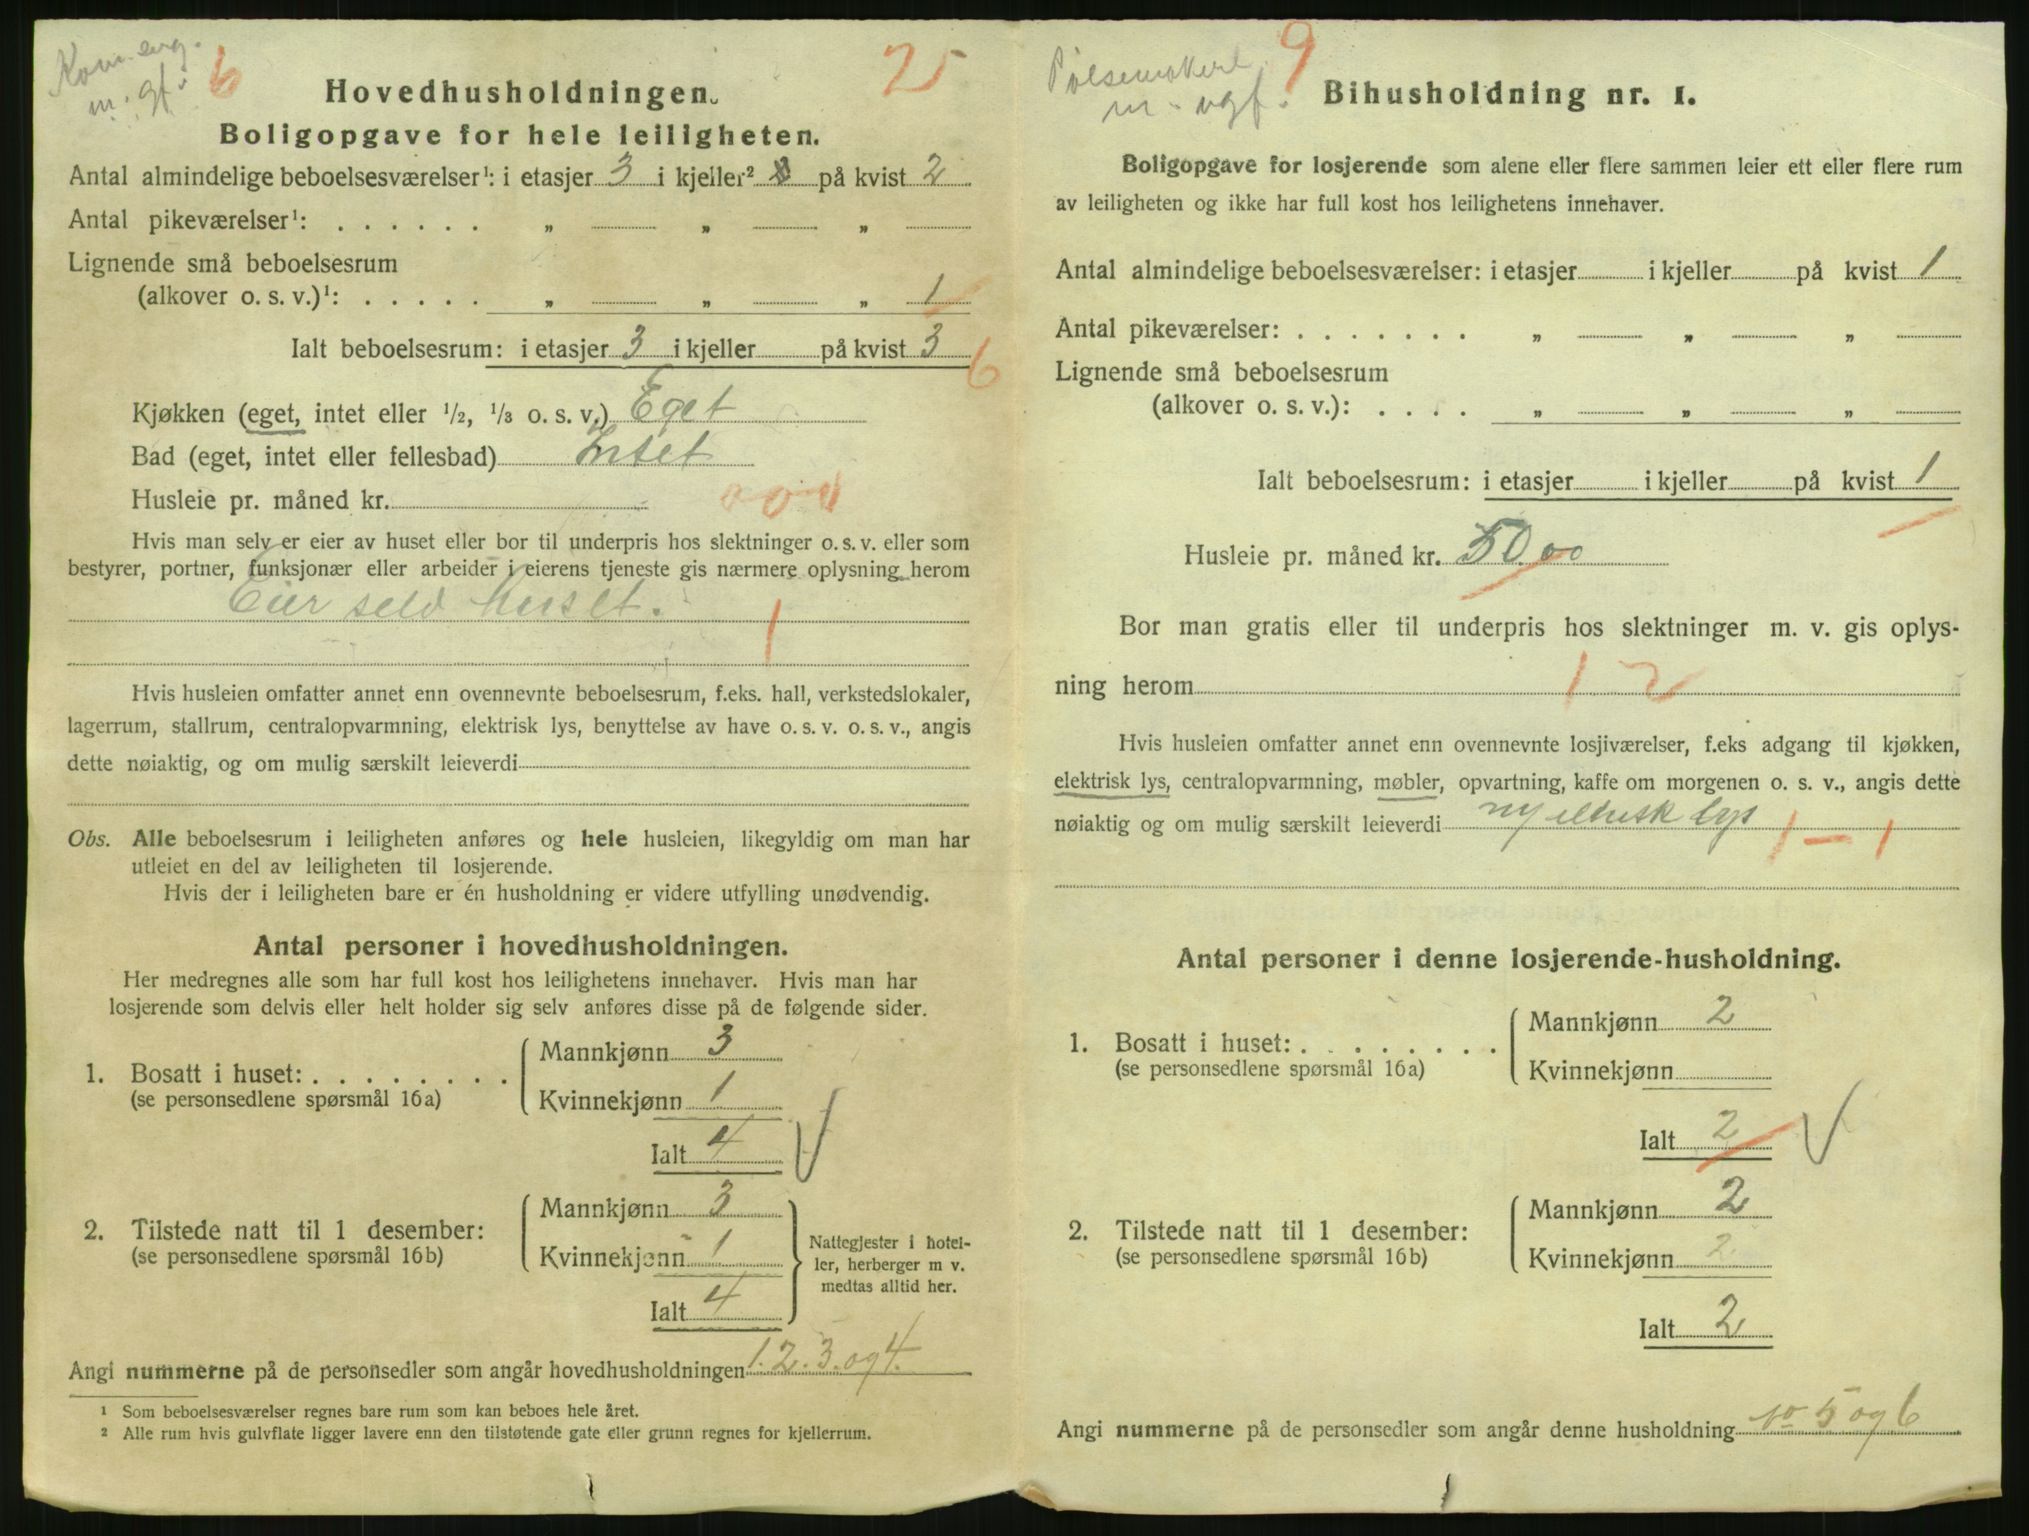 6
25
Hovedhusholdningen.
Boligopgave for hele leiligheten.
Antal almindelige beboelsesværelser¹: i etasjer 3 i kjeller² på kvist 2
Antal pikeværelser¹: . . . . . . „ „ „
Lignende små beboelsesrum
(alkover o. s. v.)¹: . . . . . „ „ „ 1
Ialt beboelsesrum: i etasjer 3 i kjeller på kvist 3
6
Kjøkken (eget, intet eller 1/2, 1/3 o. s. v.) Eget
Bad (eget, intet eller fellesbad) Intet
Husleie pr. måned kr.
Hvis man selv er eier av huset eller bor til underpris hos slektninger o. s. v. eller som
bestyrer, portner, funksjonær eller arbeider i eierens tjeneste gis nærmere oplysning herom
Eier selv huset.
1
Hvis husleien omfatter annet enn ovennevnte beboelsesrum, f.eks. hall, verkstedslokaler,
lagerrum, stallrum, centralopvarmning, elektrisk lys, benyttelse av have o. s. v. o. s. v., angis
dette nøiaktig, og om mulig særskilt leieverdi
Obs. Alle beboelsesrum i leiligheten anføres og hele husleien, likegyldig om man har
utleiet en del av leiligheten til losjerende.
Hvis der i leiligheten bare er én husholdning er videre utfylling unødvendig.
Antal personer i hovedhusholdningen.
Her medregnes alle som har full kost hos leilighetens innehaver. Hvis man har
losjerende som delvis eller helt holder sig selv anføres disse på de følgende sider.
1. Bosatt i huset: . . . . . . . .
(se personsedlene spørsmål 16a)
Mannkjønn 3
Kvinnekjønn 1
Ialt 4
2. Tilstede natt til 1 desember:
(se personsedlene spørsmål 16b)
Mannkjønn 3
Kvinnekjønn 1
Ialt 4
Nattegjester i hotel-
ler, herberger m v.
medtas alltid her.
Angi nummerne på de personsedler som angår hovedhusholdningen 1. 2. 3. og 4.
¹ Som beboelsesværelser regnes bare rum som kan beboes hele året.
² Alle rum hvis gulvflate ligger lavere enn den tilstøtende gate eller grunn regnes for kjellerrum.
9
Bihusholdning nr. 1.
Boligopgave for losjerende som alene eller flere sammen leier ett eller flere rum
av leiligheten og ikke har full kost hos leilighetens innehaver.
Antal almindelige beboelsesværelser: i etasjer i kjeller på kvist 1
Antal pikeværelser: . . . . . . . „ „ „
Lignende små beboelsesrum
(alkover o. s. v.): . . . . „ „ „
Ialt beboelsesrum: i etasjer i kjeller på kvist 1
Husleie pr. måned kr. 50.00
Bor man gratis eller til underpris hos slektninger m. v. gis oplys-
ning herom
1 2
Hvis husleien omfatter annet enn ovennevnte losjiværelser, f.eks adgang til kjøkken,
elektrisk lys, centralopvarmning, møbler, opvartning, kaffe om morgenen o. s. v., angis dette
nøiaktig og om mulig særskilt leieverdi lys
1 - 1
Antal personer i denne losjerende-husholdning.
1. Bosatt i huset: . . . . . . . .
(se personsedlene spørsmål 16a)
Mannkjønn 2
Kvinnekjønn
Ialt 2
2. Tilstede natt til 1 desember:
(se personsedlene spørsmål 16b)
Mannkjønn 2
Kvinnekjønn 2
Ialt 2
Angi nummerne på de personsedler som angår denne husholdning no 5 og 6